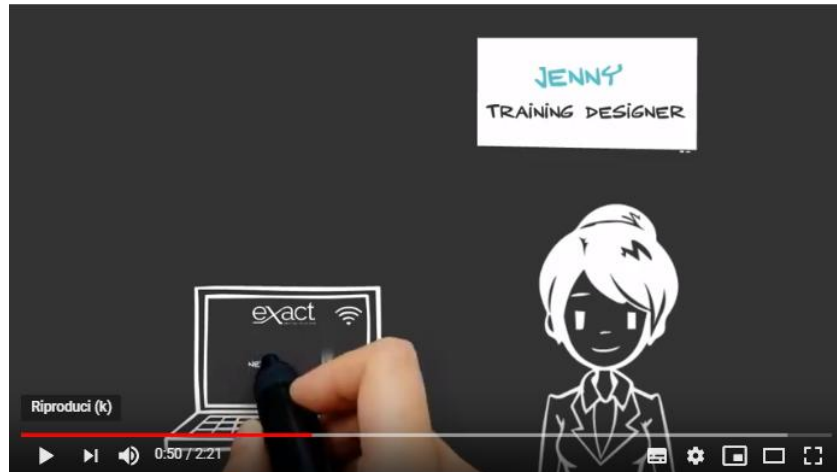 JENNY
TRAINING DESIGNER
exact
Riproduci (k)
0:50 / 2:21